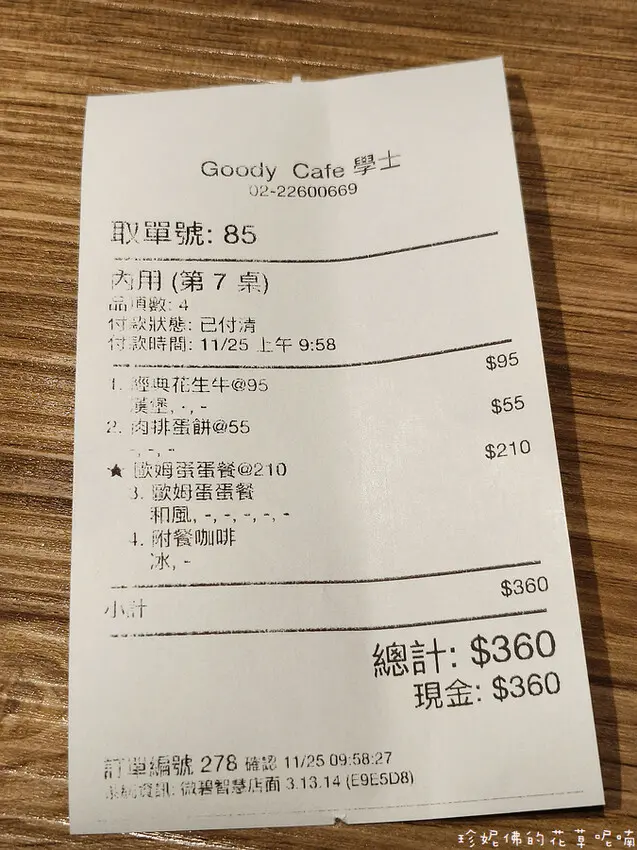 Goody Cafe 學士
02-22600669
取單號: 85
內用 (第 7 桌)
品項數: 4
付款狀態: 已付清
付款時間: 11/25 上午 9:58
1. 經典花生牛@95 $95
漢堡, -, -
2. 肉排蛋餅@55 $55
-, -, -
★ 歐姆蛋蛋餐@210 $210
3. 歐姆蛋蛋餐
和風, -, -, -, -, -
4. 附餐咖啡
冰, -
小計 $360
總計: $360
現金: $360
訂單編號 278 確認 11/25 09:58:27
系統資訊: 微碧智慧店面 3.13.14 (E9E5D8)
珍妮佛的花草呢喃